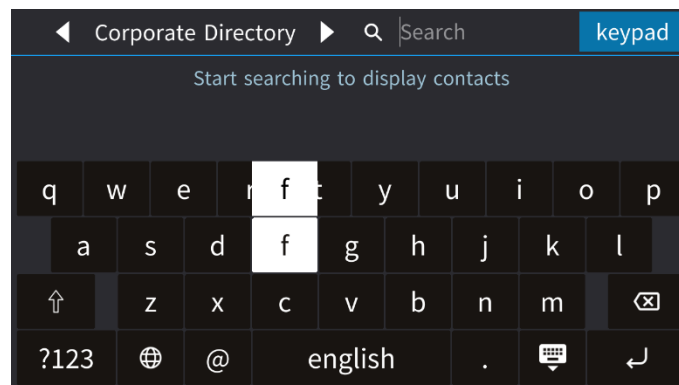 Corporate Directory Search keypad
Start searching to display contacts
q w e r f t y u i o p
a s d f g h j k l
z x c v b n m
?123 @ english .